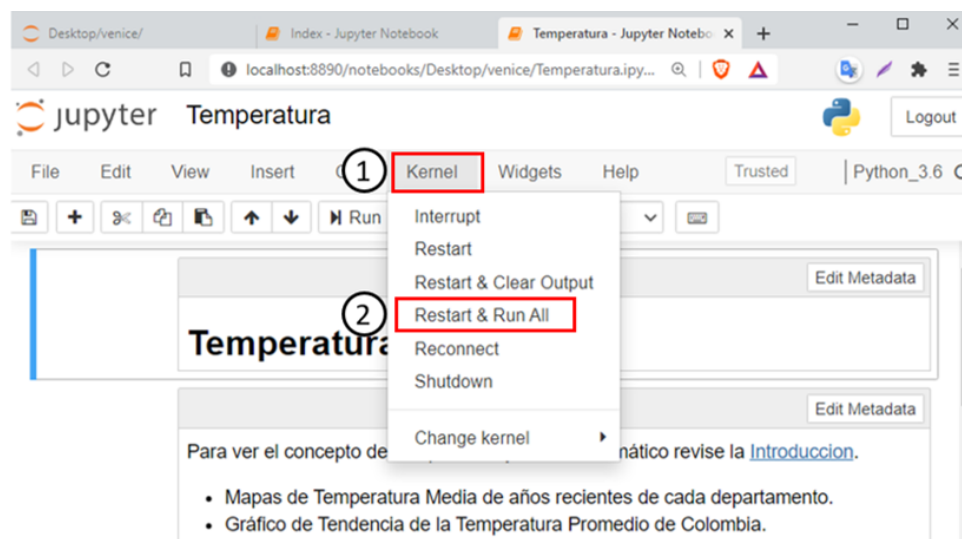 Desktop/venice/ Index - Jupyter Notebook Temperatura - Jupyter Notebo
localhost:8890/notebooks/Desktop/venice/Temperatura.ipy...
jupyter Temperatura Logout
File Edit View Insert 1 Kernel Widgets Help Trusted Python_3.6
Run
Interrupt
Restart
Restart & Clear Output
2 Restart & Run All
Reconnect
Shutdown
Change kernel
Edit Metadata
Temperatura
Edit Metadata
Para ver el concepto de mático revise la Introduccion.
• Mapas de Temperatura Media de años recientes de cada departamento.
• Gráfico de Tendencia de la Temperatura Promedio de Colombia.